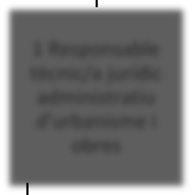 1 Responsable
tècnic/a jurídic
administratiu
d'urbanisme i
obres